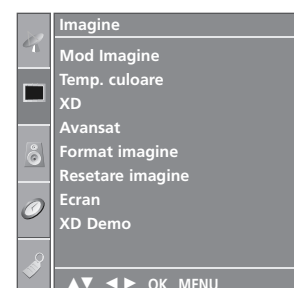 Imagine
Mod Imagine
Temp. culoare
XD
Avansat
Format imagine
Resetare imagine
Ecran
XD Demo
▲▼ ◄► OK MENU